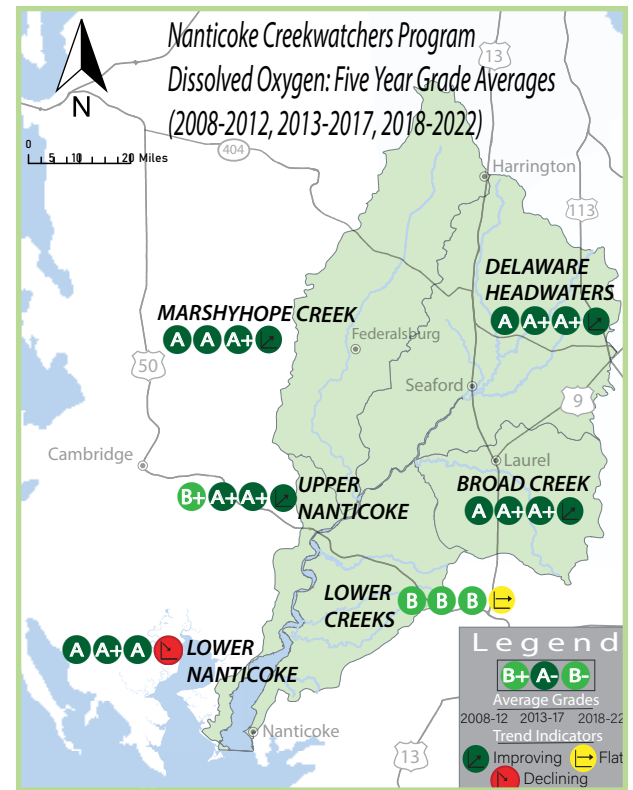 Nanticoke Creekwatchers Program
Dissolved Oxygen: Five Year Grade Averages
(2008-2012, 2013-2017, 2018-2022)
N
0
5 10 20 Miles
13
404
Harrington
113
DELAWARE
HEADWATERS
A A+ A+
MARSHYHOPE CREEK
A A A+
Federalsburg
50
Seaford
9
Cambridge
Laurel
UPPER
NANTICOKE
B+ A+ A+
BROAD CREEK
A A+ A+
LOWER
CREEKS
B B B
A A+ A
LOWER
NANTICOKE
Nanticoke
13
Legend
B+ A- B-
Average Grades
2008-12 2013-17 2018-22
Trend Indicators
Improving Flat
Declining